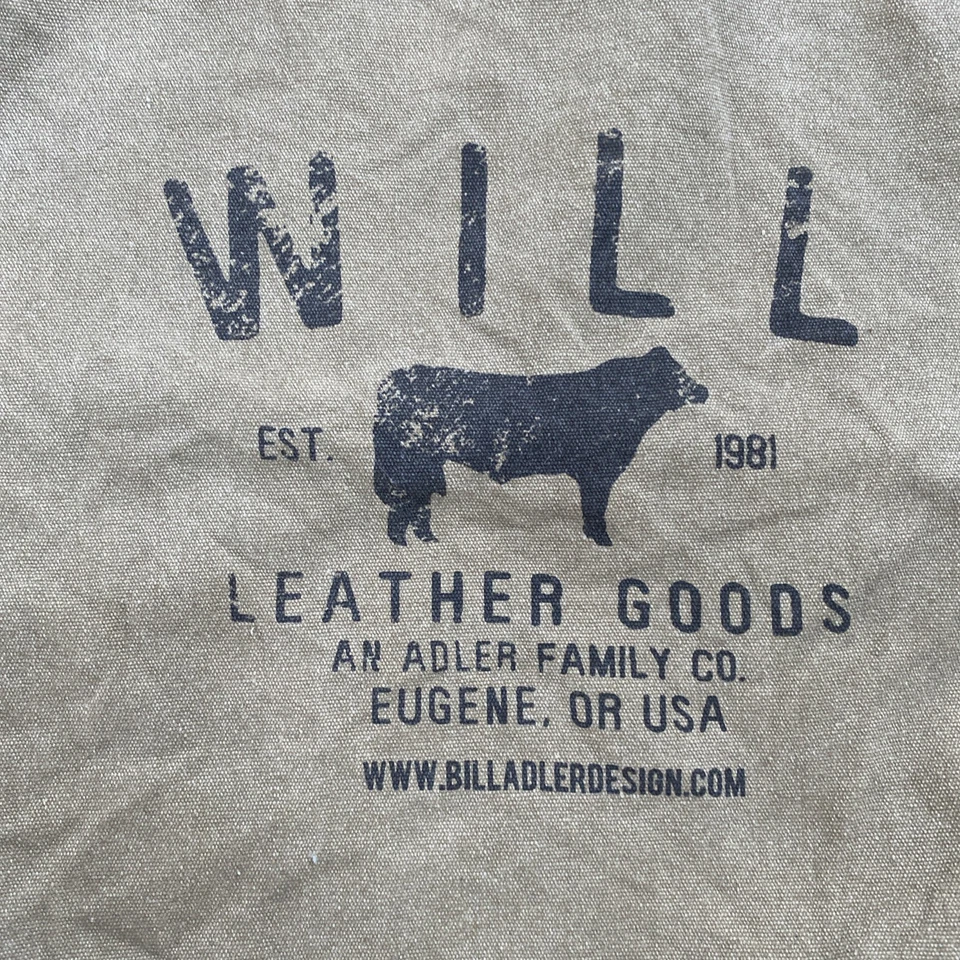 WILL
EST. 1981
LEATHER GOODS
AN ADLER FAMILY CO.
EUGENE, OR USA
WWW.BILLADLERDESIGN.COM